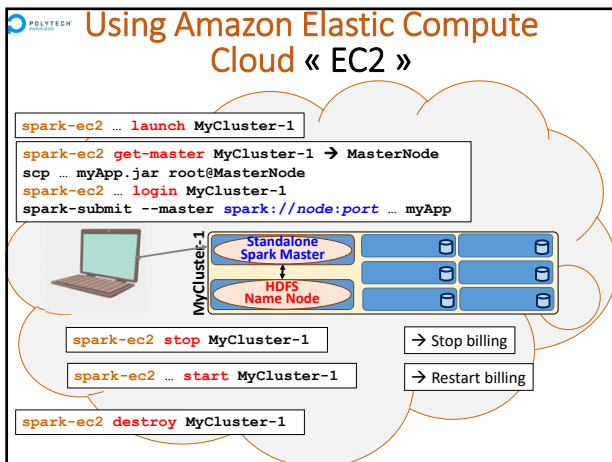 POLYTECH
PARIS-SUD
Using Amazon Elastic Compute
Cloud « EC2 »
spark-ec2 … launch MyCluster-1
spark-ec2 get-master MyCluster-1 → MasterNode
scp … myApp.jar root@MasterNode
spark-ec2 … login MyCluster-1
spark-submit --master spark://node:port … myApp
MyCluster-1
Standalone
Spark Master
HDFS
Name Node
spark-ec2 stop MyCluster-1
→ Stop billing
spark-ec2 … start MyCluster-1
→ Restart billing
spark-ec2 destroy MyCluster-1